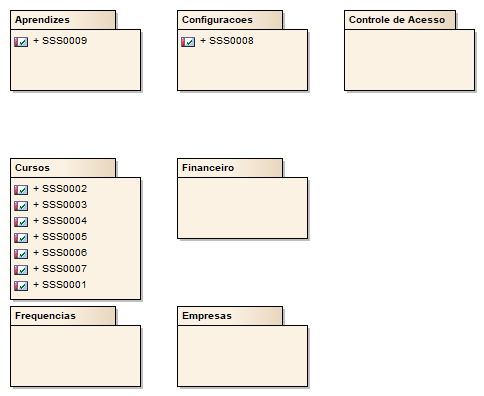 Aprendizes
+ SSS0009
Configuracoes
+ SSS0008
Controle de Acesso
Cursos
+ SSS0002
+ SSS0003
+ SSS0004
+ SSS0005
+ SSS0006
+ SSS0007
+ SSS0001
Financeiro
Frequencias
Empresas